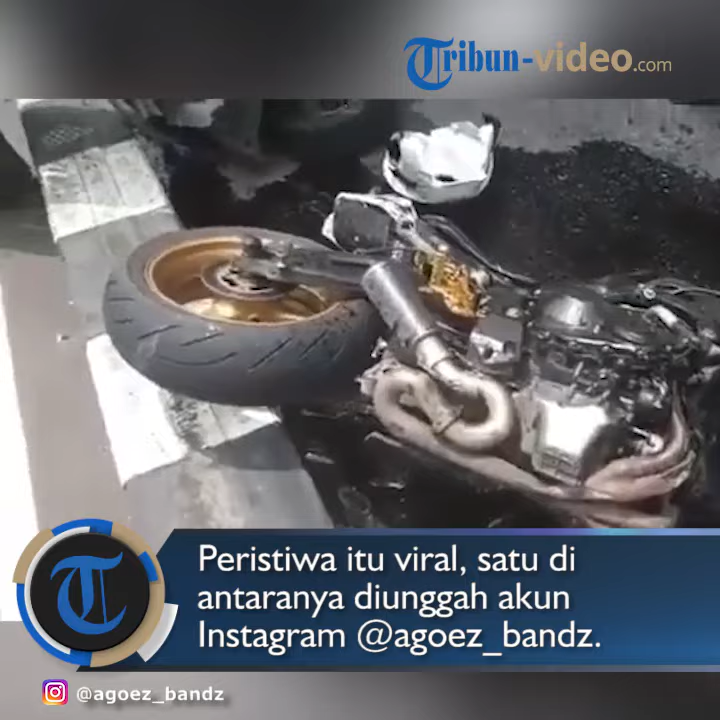 Tribun-video.com
Peristiwa itu viral, satu di
antaranya diunggah akun
Instagram @agoez_bandz.
T
@agoez_bandz